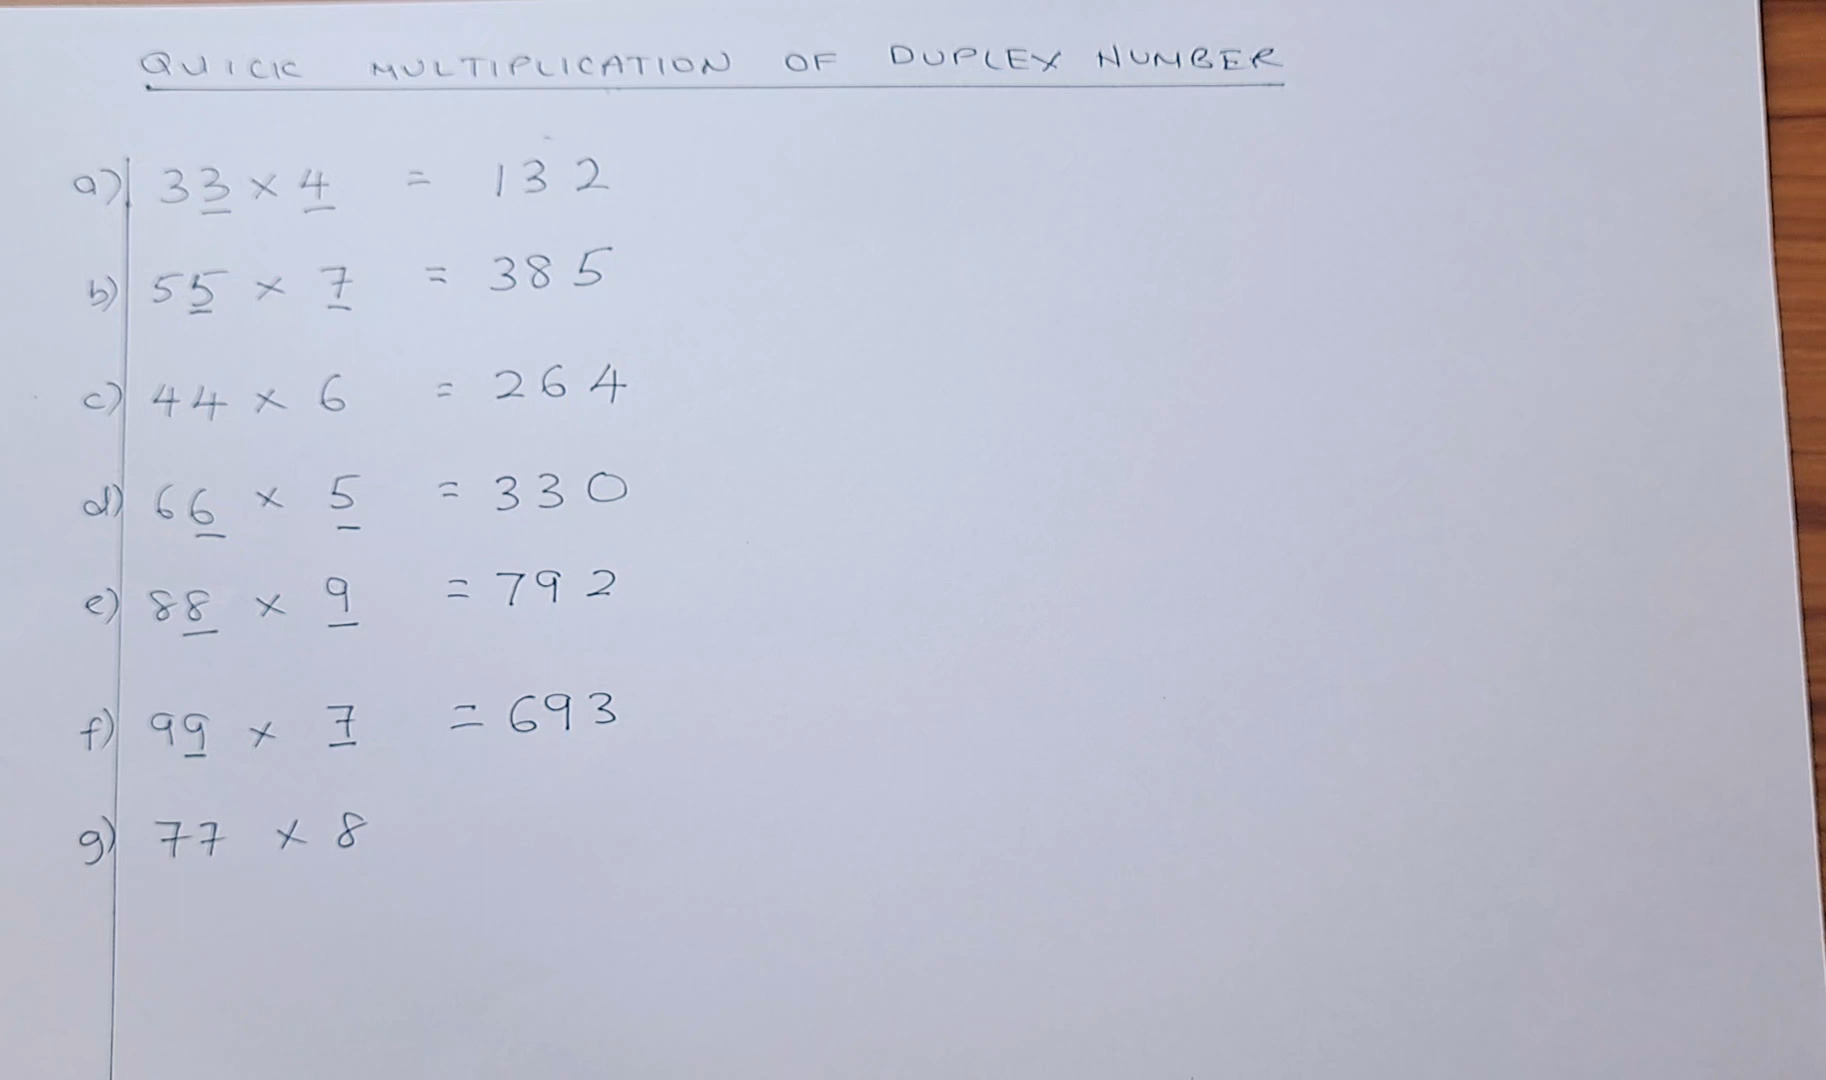 QUICK MULTIPLICATION OF DUPLEX NUMBER
a) 33 × 4 = 132
b) 55 × 7 = 385
c) 44 × 6 = 264
d) 66 × 5 = 330
e) 88 × 9 = 792
f) 99 × 7 = 693
g) 77 × 8